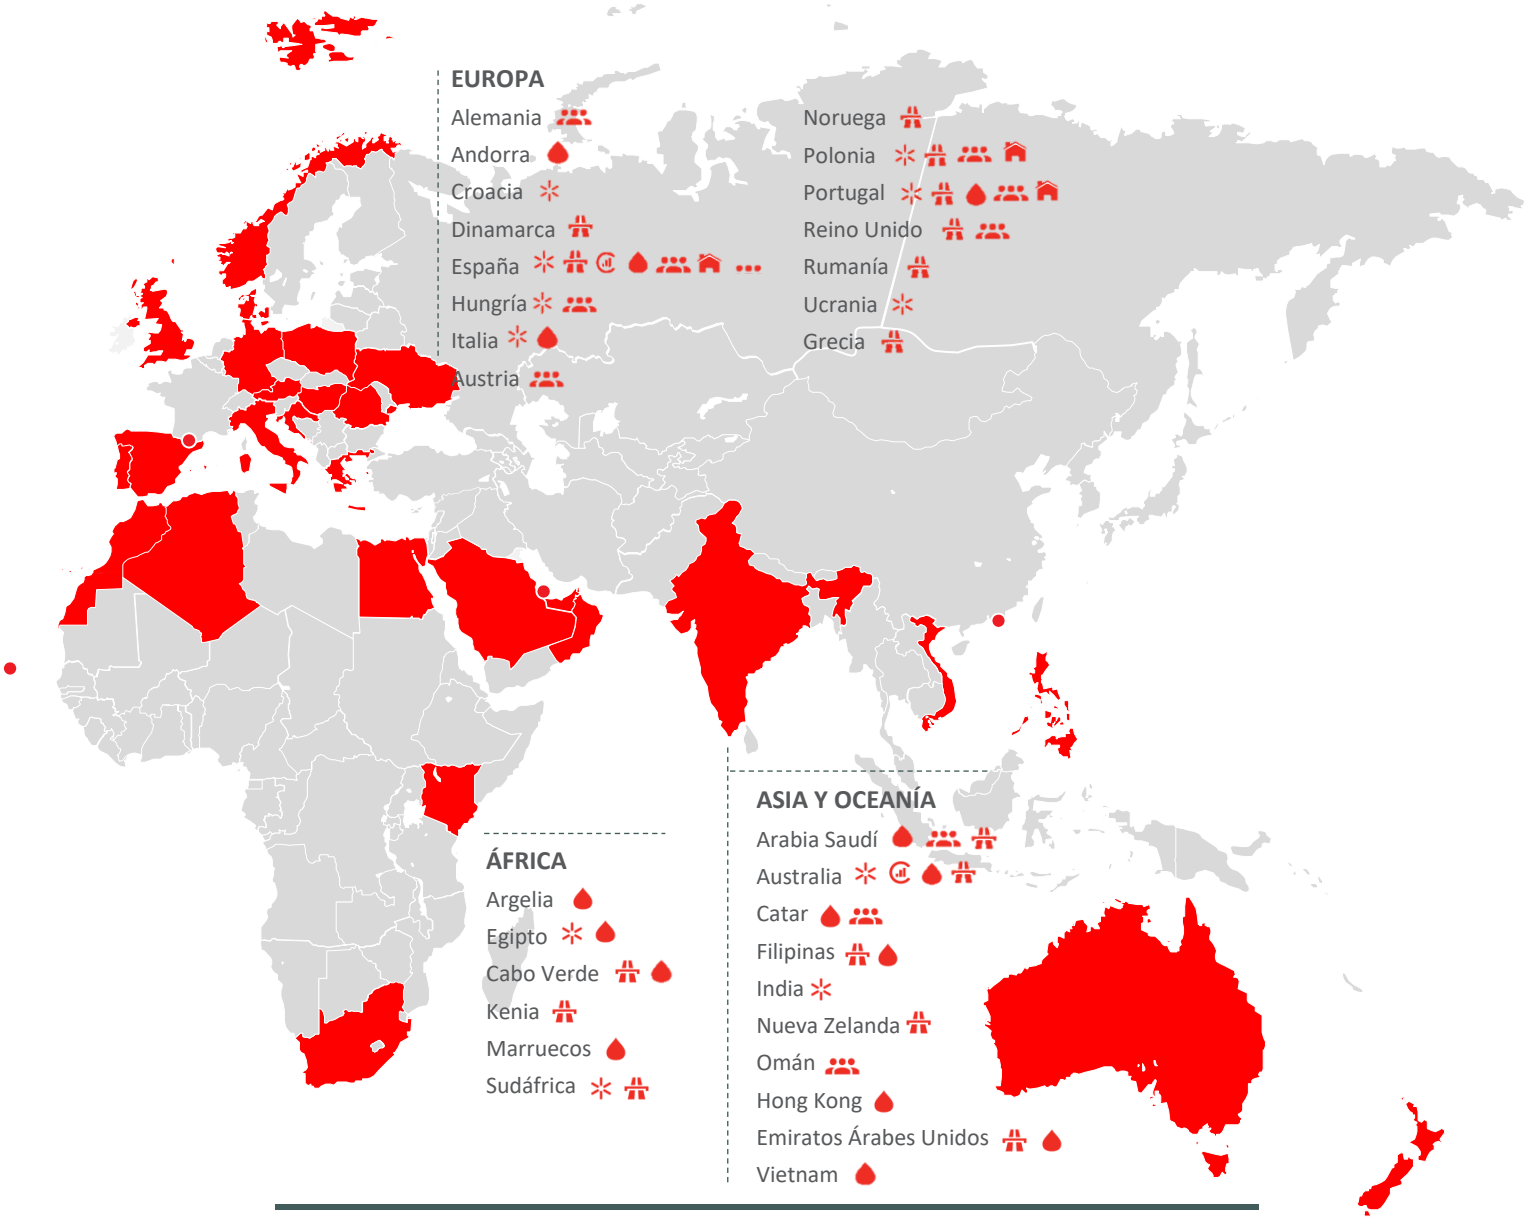 EUROPA
Alemania
Andorra
Croacia
Dinamarca
España
Hungría
Italia
Austria
Noruega
Polonia
Portugal
Reino Unido
Rumanía
Ucrania
Grecia
ÁFRICA
Argelia
Egipto
Cabo Verde
Kenia
Marruecos
Sudáfrica
ASIA Y OCEANÍA
Arabia Saudí
Australia
Catar
Filipinas
India
Nueva Zelanda
Omán
Hong Kong
Emiratos Árabes Unidos
Vietnam